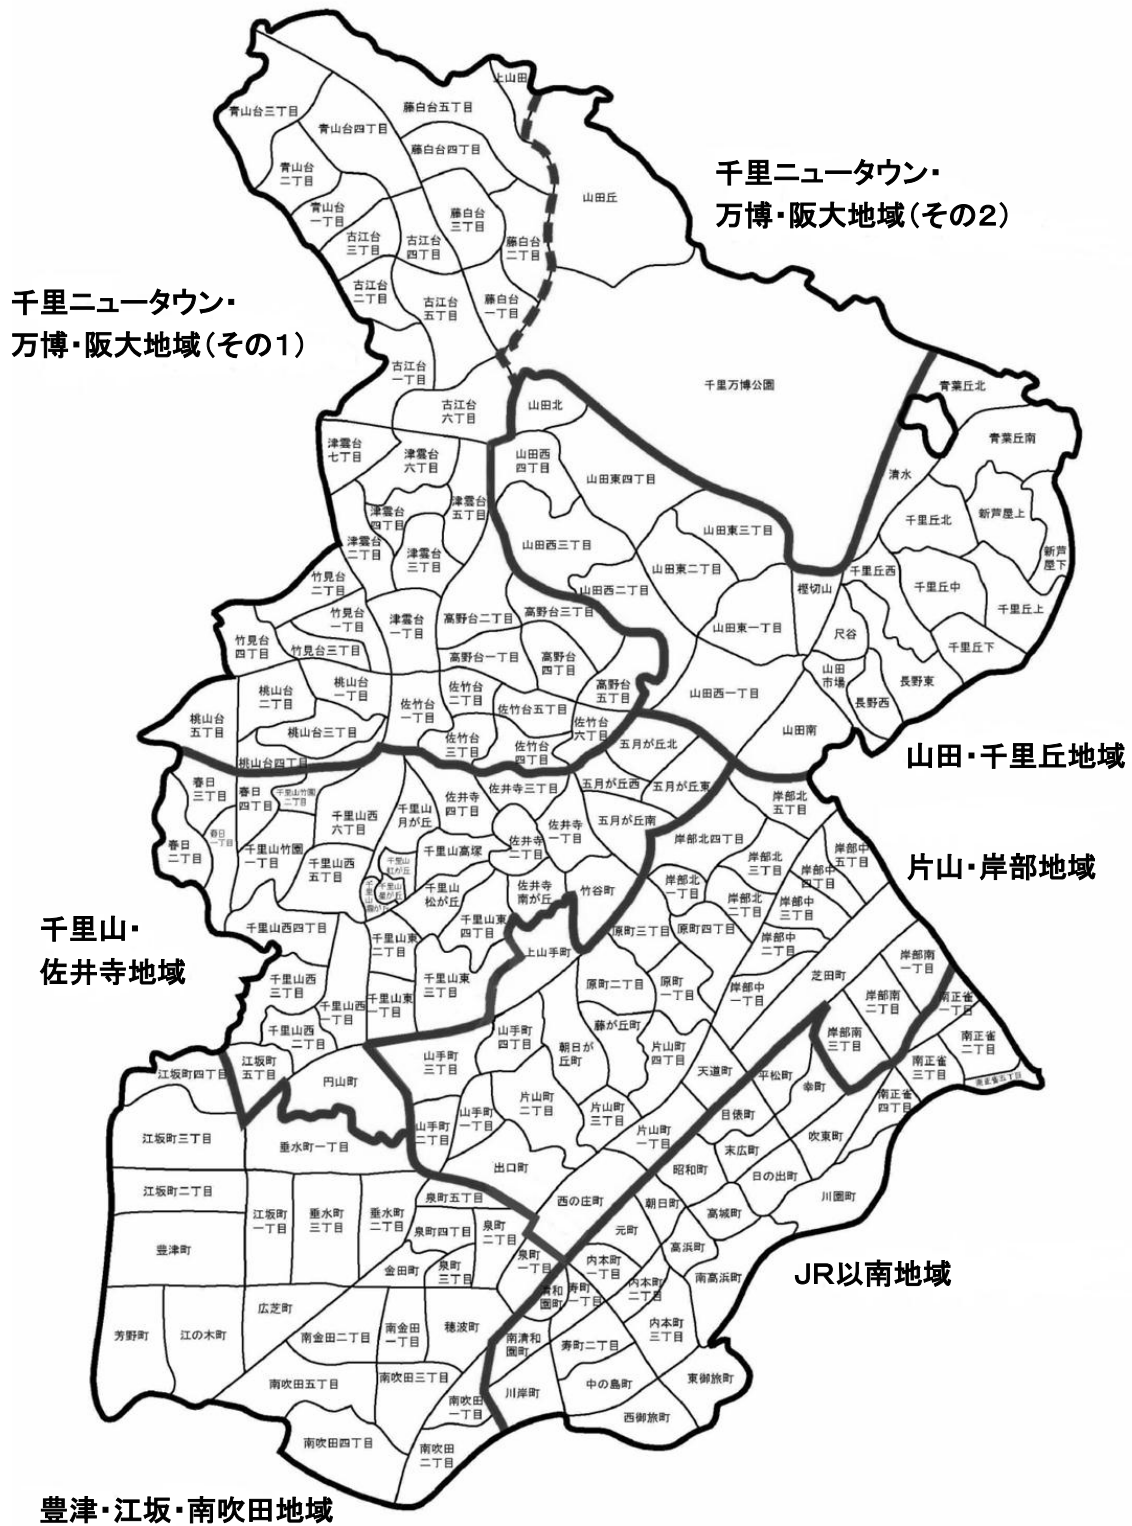 上山田
青山台三丁目
藤白台五丁目
青山台四丁目
藤白台四丁目
青山台
二丁目
千里ニュータウン・
万博・阪大地域(その2)
山田丘
青山台
一丁目
藤白台
三丁目
古江台
三丁目
古江台
四丁目
藤白台
二丁目
千里ニュータウン・
万博・阪大地域(その1)
古江台
二丁目
古江台
五丁目
藤白台
一丁目
古江台
一丁目
千里万博公園
青葉丘北
古江台
六丁目
山田北
津雲台
七丁目
津雲台
六丁目
山田西
四丁目
青葉丘南
山田東四丁目
清水
津雲台
五丁目
津雲台
四丁目
千里丘北
新芦屋上
山田東三丁目
津雲台
二丁目
津雲台
三丁目
山田西三丁目
新芦
屋下
山田東二丁目
千里丘西
竹見台
二丁目
山田西二丁目
樫切山
千里丘中
千里丘上
竹見台
一丁目
津雲台
一丁目
高野台二丁目
高野台三丁目
山田東一丁目
尺谷
竹見台
四丁目
竹見台三丁目
高野台一丁目
高野台
四丁目
千里丘下
山田
市場
長野東
桃山台
一丁目
桃山台
二丁目
佐竹台
二丁目
高野台
五丁目
山田西一丁目
長野西
佐竹台
一丁目
佐竹台五丁目
桃山台
五丁目
桃山台三丁目
佐竹台
六丁目
山田南
佐竹台
三丁目
佐竹台
四丁目
五月が丘北
山田・千里丘地域
桃山台四丁目
春日
三丁目
春日
四丁目
千里山竹園
二丁目
佐井寺三丁目
五月が丘西
五月が丘東
岸部北
五丁目
千里山西
六丁目
千里山
月が丘
佐井寺
四丁目
五月が丘南
春日
一丁目
佐井寺
一丁目
岸部北四丁目
春日
二丁目
千里山竹園
一丁目
千里山高塚
佐井寺
二丁目
岸部中
五丁目
片山・岸部地域
千里山西
五丁目
千里山
虹が丘
岸部北
三丁目
岸部中
四丁目
千里山
星が丘
千里山霧が丘
千里山
松が丘
佐井寺
南が丘
竹谷町
岸部北
一丁目
岸部北
二丁目
岸部中
三丁目
千里山・
佐井寺地域
千里山西四丁目
千里山東
四丁目
原町三丁目
原町四丁目
千里山東
二丁目
上山手町
岸部中
二丁目
岸部南
一丁目
千里山西
三丁目
千里山東
三丁目
原町二丁目
原町
一丁目
岸部中
一丁目
芝田町
千里山西
一丁目
千里山東
一丁目
岸部南
二丁目
南正雀
一丁目
千里山西
二丁目
山手町
四丁目
藤が丘町
岸部南
三丁目
南正雀
二丁目
江坂町四丁目
江坂町
五丁目
山手町
三丁目
朝日が
丘町
片山町
四丁目
天道町
平松町
南正雀
三丁目
南正雀五丁目
円山町
幸町
南正雀
四丁目
片山町
二丁目
片山町
三丁目
目俵町
山手町
二丁目
山手町
一丁目
江坂町三丁目
垂水町一丁目
片山町
一丁目
吹東町
末広町
出口町
昭和町
日の出町
江坂町二丁目
泉町五丁目
西の庄町
朝日町
川園町
江坂町
一丁目
垂水町
三丁目
垂水町
二丁目
高城町
泉町四丁目
泉町
二丁目
元町
豊津町
高浜町
金田町
泉町
三丁目
泉町
一丁目
内本町
一丁目
南高浜町
JR以南地域
清和
園町
寿町
一丁目
内本町
二丁目
広芝町
芳野町
江の木町
南金田二丁目
南金田
一丁目
穂波町
内本町
三丁目
南清和
園町
寿町二丁目
南吹田五丁目
南吹田三丁目
川岸町
中の島町
東御旅町
南吹田
一丁目
西御旅町
南吹田四丁目
南吹田
二丁目
豊津・江坂・南吹田地域